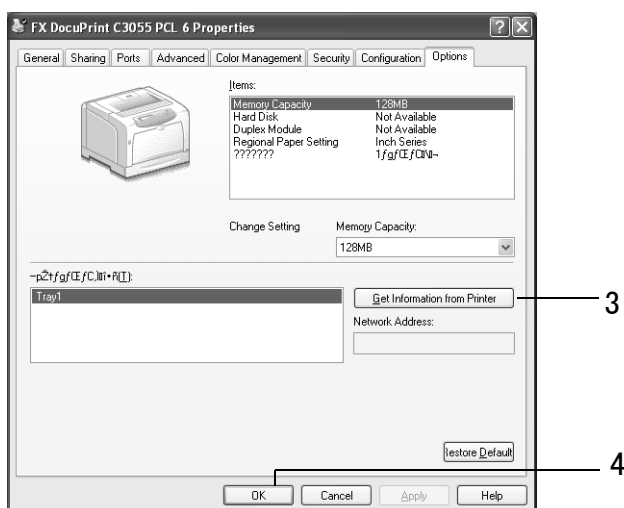 FX DocuPrint C3055 PCL 6 Properties
General Sharing Ports Advanced Color Management Security Configuration Options
Items:
Memory Capacity 128MB
Hard Disk Not Available
Duplex Module Not Available
Regional Paper Setting Inch Series
???????
Change Setting Memory Capacity:
128MB
Tray1
Get Information from Printer
3
Network Address:
Restore Default
4
OK Cancel Apply Help